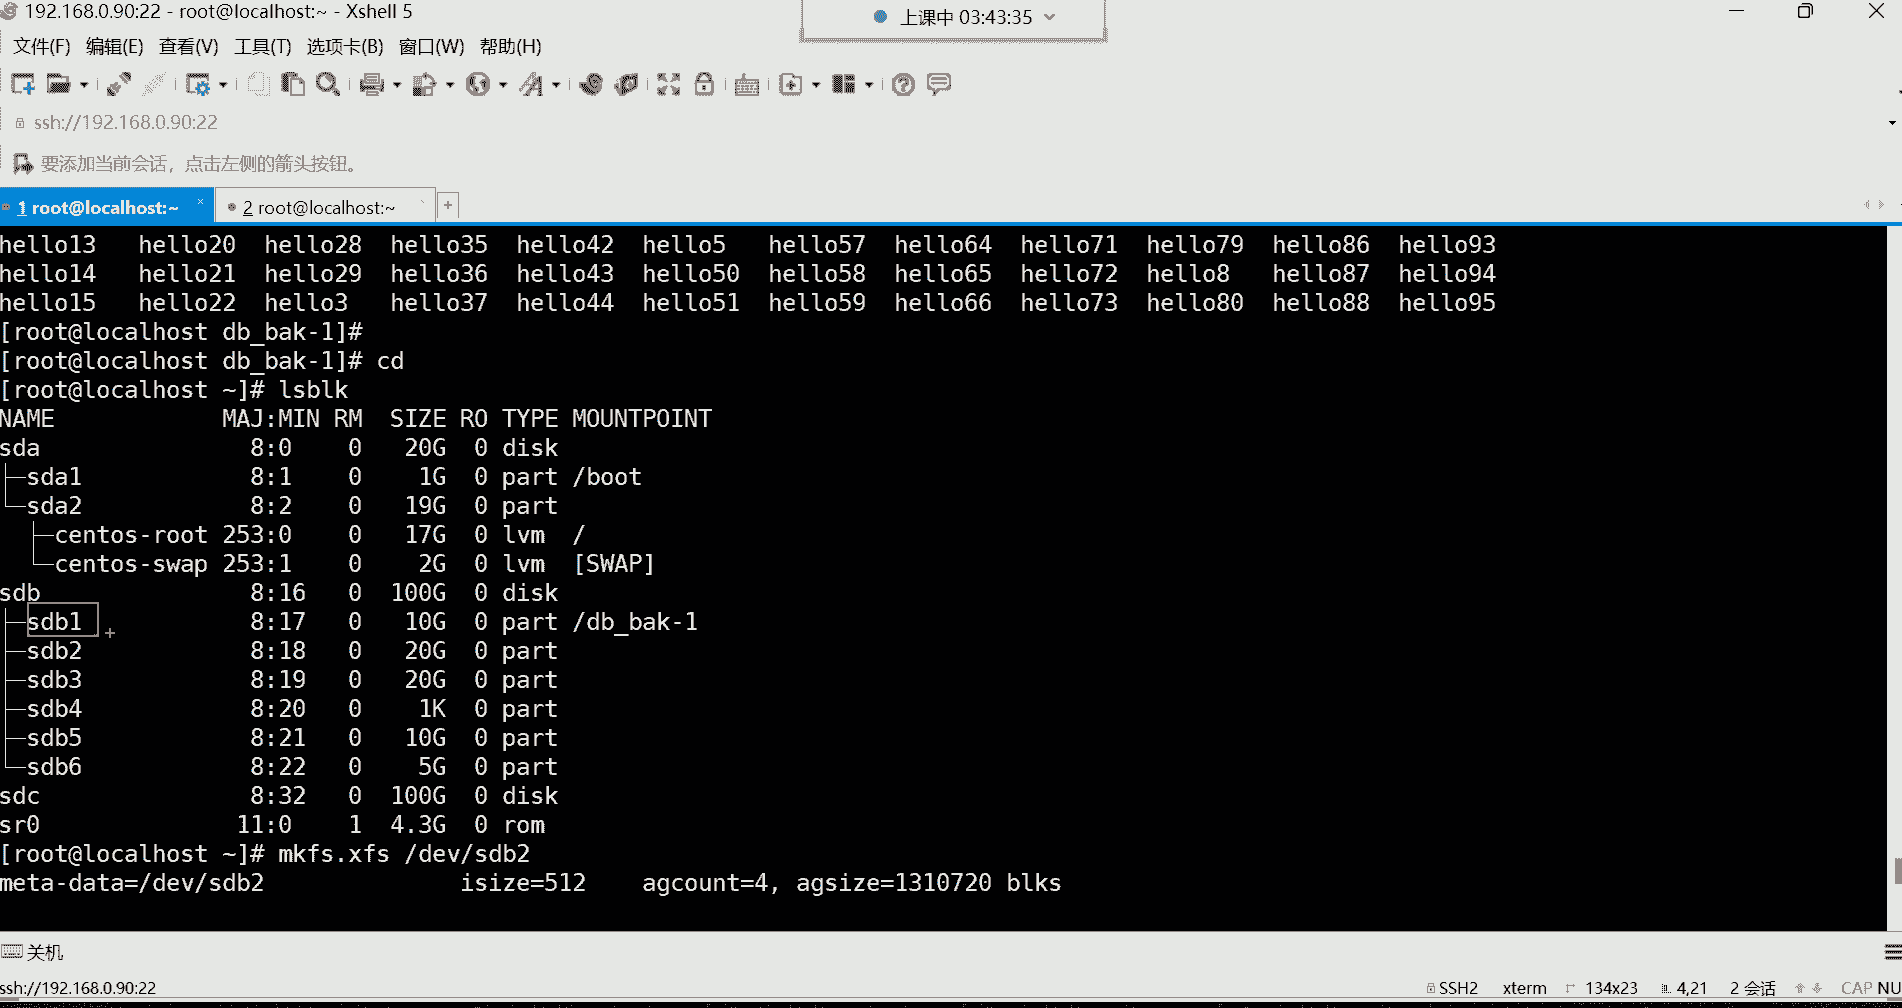 192.168.0.90:22 - root@localhost:~ - Xshell 5
上课中 03:43:35
文件(F) 编辑(E) 查看(V) 工具(T) 选项卡(B) 窗口(W) 帮助(H)
ssh://192.168.0.90:22
要添加当前会话，点击左侧的箭头按钮。
1 root@localhost:~ × 2 root@localhost:~ +
hello13 hello20 hello28 hello35 hello42 hello5 hello57 hello64 hello71 hello79 hello86 hello93
hello14 hello21 hello29 hello36 hello43 hello50 hello58 hello65 hello72 hello8 hello87 hello94
hello15 hello22 hello3 hello37 hello44 hello51 hello59 hello66 hello73 hello80 hello88 hello95
[root@localhost db_bak-1]#
[root@localhost db_bak-1]# cd
[root@localhost ~]# lsblk
NAME MAJ:MIN RM SIZE RO TYPE MOUNTPOINT
sda 8:0 0 20G 0 disk
├─sda1 8:1 0 1G 0 part /boot
└─sda2 8:2 0 19G 0 part
├─centos-root 253:0 0 17G 0 lvm /
└─centos-swap 253:1 0 2G 0 lvm [SWAP]
sdb 8:16 0 100G 0 disk
├─sdb1 8:17 0 10G 0 part /db_bak-1
├─sdb2 8:18 0 20G 0 part
├─sdb3 8:19 0 20G 0 part
├─sdb4 8:20 0 1K 0 part
├─sdb5 8:21 0 10G 0 part
└─sdb6 8:22 0 5G 0 part
sdc 8:32 0 100G 0 disk
sr0 11:0 1 4.3G 0 rom
[root@localhost ~]# mkfs.xfs /dev/sdb2
meta-data=/dev/sdb2 isize=512 agcount=4, agsize=1310720 blks
关机
ssh://192.168.0.90:22 SSH2 xterm 134x23 4,21 2 会话 CAP NU